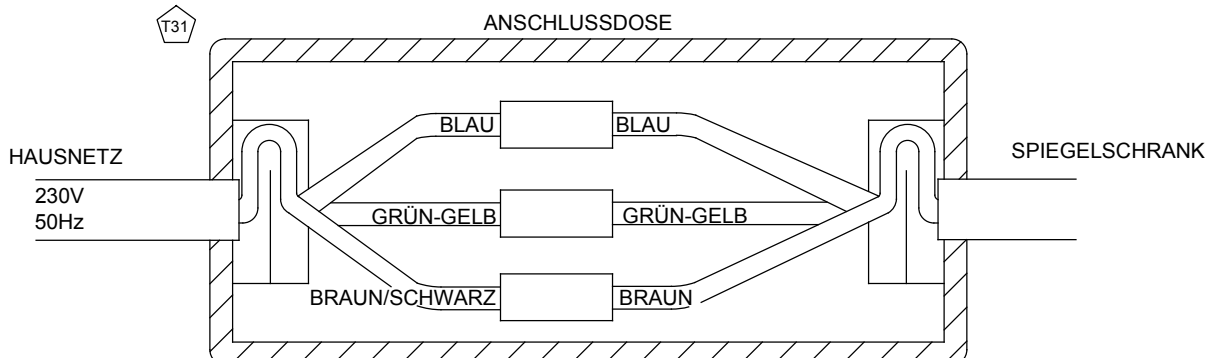 T31
ANSCHLUSSDOSE
HAUSNETZ
SPIEGELSCHRANK
230V
50Hz
BLAU BLAU
GRÜN-GELB GRÜN-GELB
BRAUN/SCHWARZ BRAUN